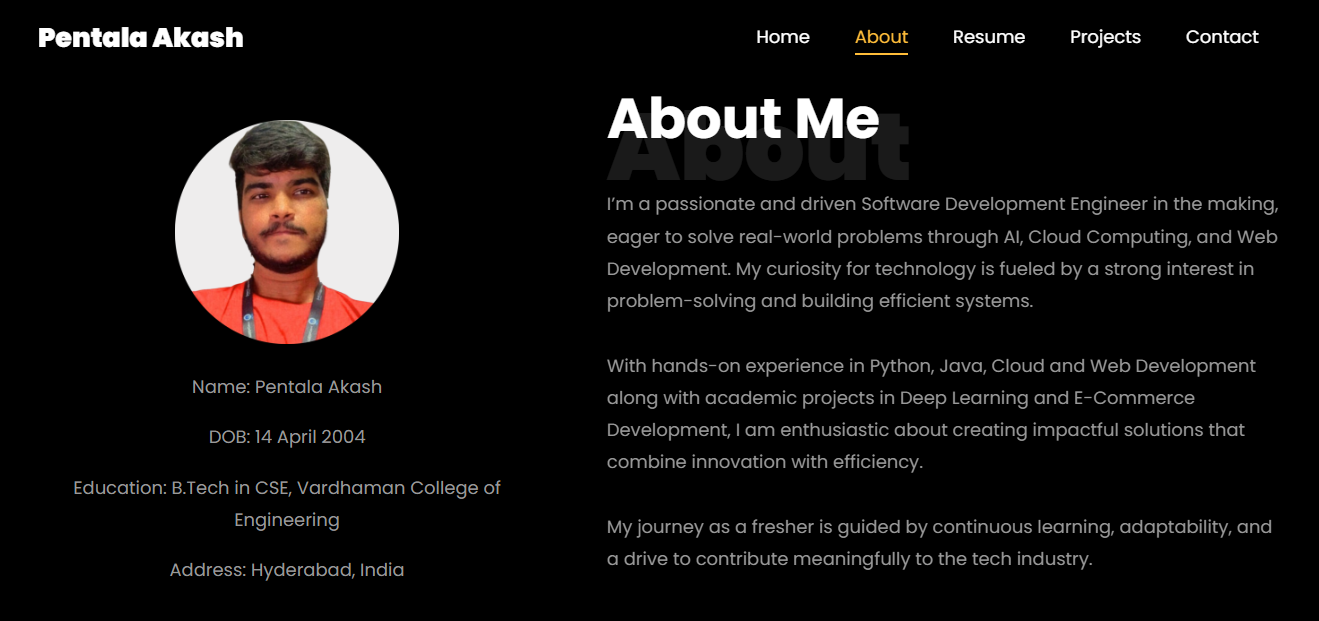 Pentala Akash
Home About Resume Projects Contact
About Me
About
Name: Pentala Akash
DOB: 14 April 2004
Education: B.Tech in CSE, Vardhaman College of
Engineering
Address: Hyderabad, India
I’m a passionate and driven Software Development Engineer in the making,
eager to solve real-world problems through AI, Cloud Computing, and Web
Development. My curiosity for technology is fueled by a strong interest in
problem-solving and building efficient systems.
With hands-on experience in Python, Java, Cloud and Web Development
along with academic projects in Deep Learning and E-Commerce
Development, I am enthusiastic about creating impactful solutions that
combine innovation with efficiency.
My journey as a fresher is guided by continuous learning, adaptability, and
a drive to contribute meaningfully to the tech industry.